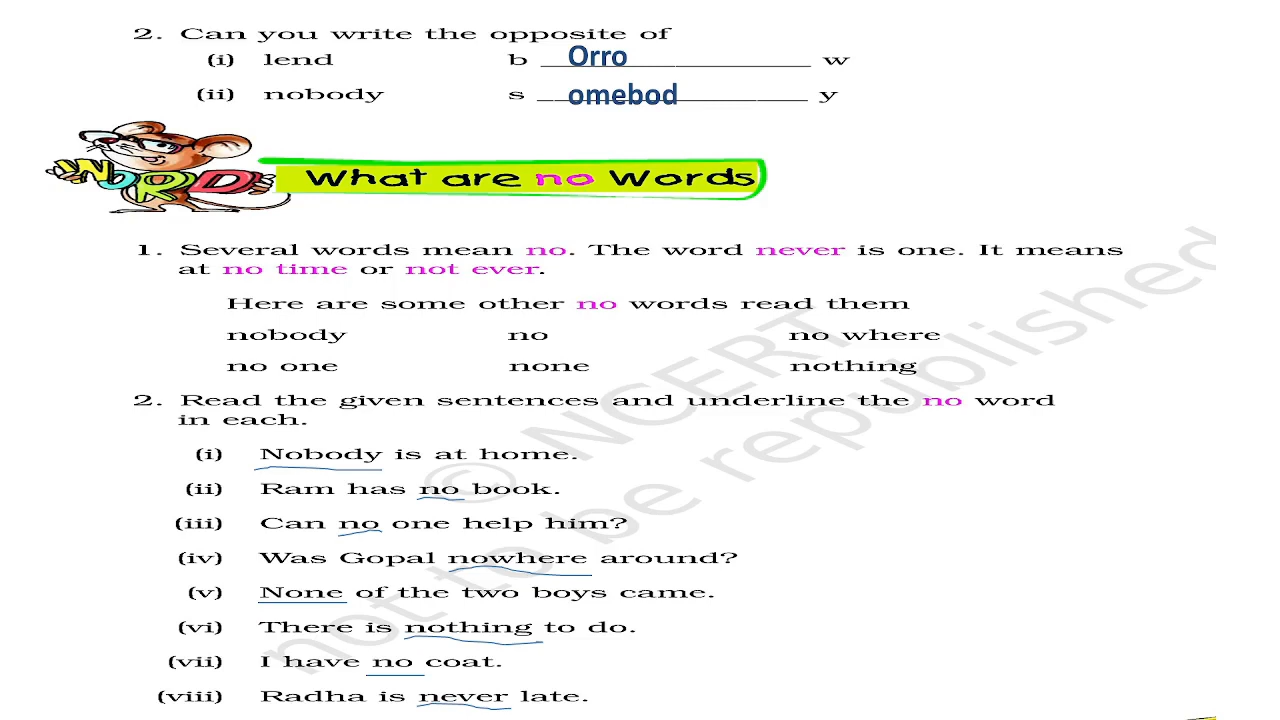 2. Can you write the opposite of
(i) lend b Orro w
(ii) nobody s omebod y
WORD
What are no Words
1. Several words mean no. The word never is one. It means
at no time or not ever.
Here are some other no words read them
nobody no no where
no one none nothing
2. Read the given sentences and underline the no word
in each.
(i) Nobody is at home.
(ii) Ram has no book.
(iii) Can no one help him?
(iv) Was Gopal nowhere around?
(v) None of the two boys came.
(vi) There is nothing to do.
(vii) I have no coat.
(viii) Radha is never late.
© NCERT
not to be republished